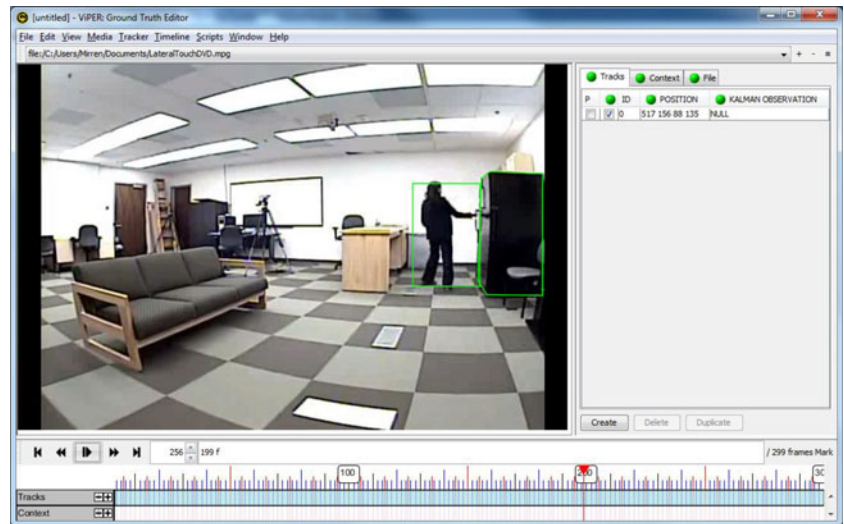 [untitled] - ViPER: Ground Truth Editor
File Edit View Media Tracker Timeline Scripts Window Help
file:/C:/Users/Mirren/Documents/LateralTouchDVD.mpg
Tracks Context File
P ID POSITION KALMAN OBSERVATION
0 517 156 88 135 NULL
Create Delete Duplicate
256 199 f / 299 frames Mark
100 200 30
Tracks
Context